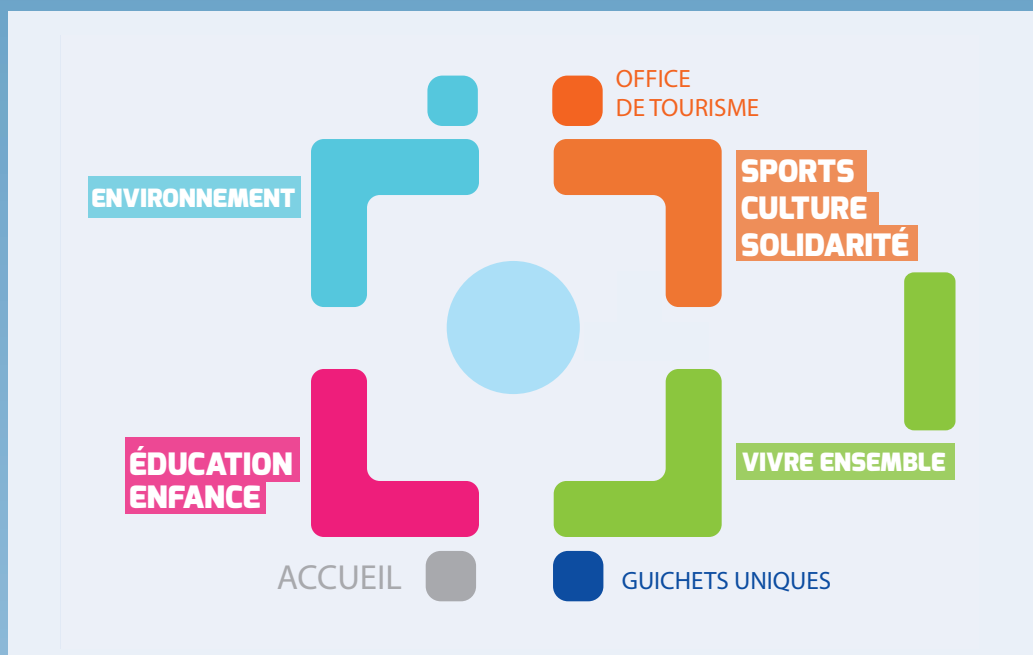 OFFICE
DE TOURISME
ENVIRONNEMENT
SPORTS
CULTURE
SOLIDARITÉ
ÉDUCATION
ENFANCE
VIVRE ENSEMBLE
ACCUEIL
GUICHETS UNIQUES